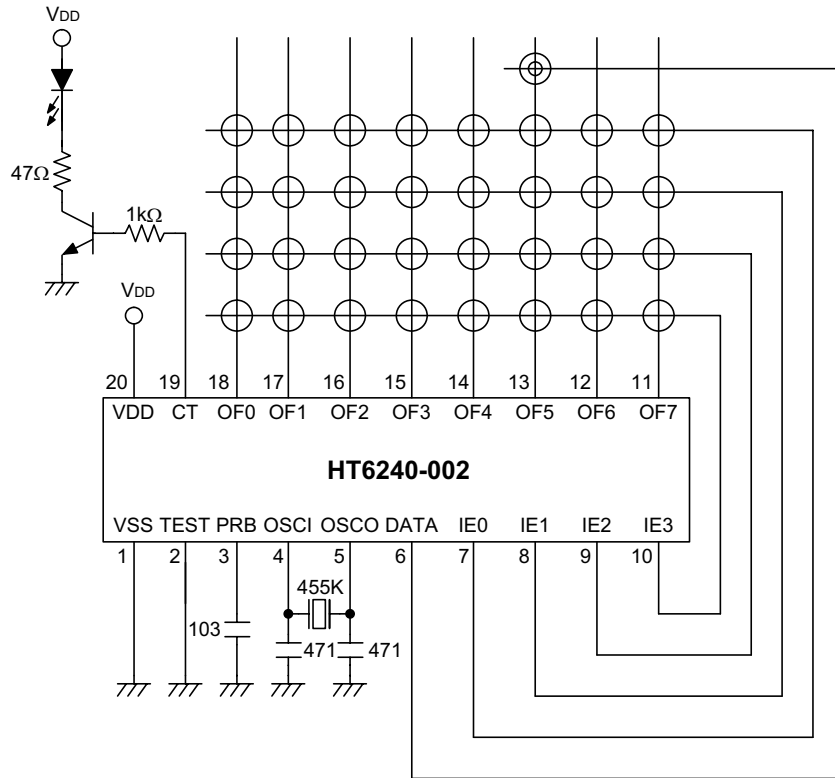 VDD
47Ω
1kΩ
VDD
20 19 18 17 16 15 14 13 12 11
VDD CT OF0 OF1 OF2 OF3 OF4 OF5 OF6 OF7
HT6240-002
VSS TEST PRB OSCI OSCO DATA IE0 IE1 IE2 IE3
1 2 3 4 5 6 7 8 9 10
455K
103
471 471